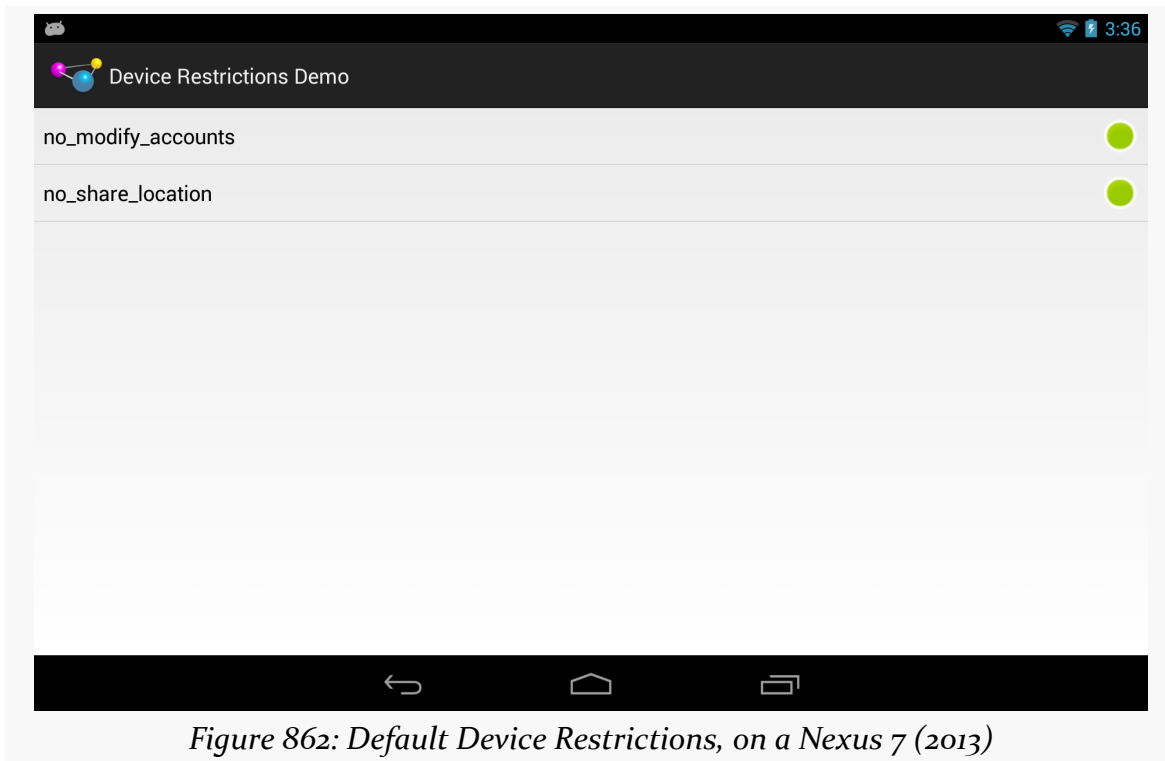 3:36
Device Restrictions Demo
no_modify_accounts
no_share_location
Figure 862: Default Device Restrictions, on a Nexus 7 (2013)